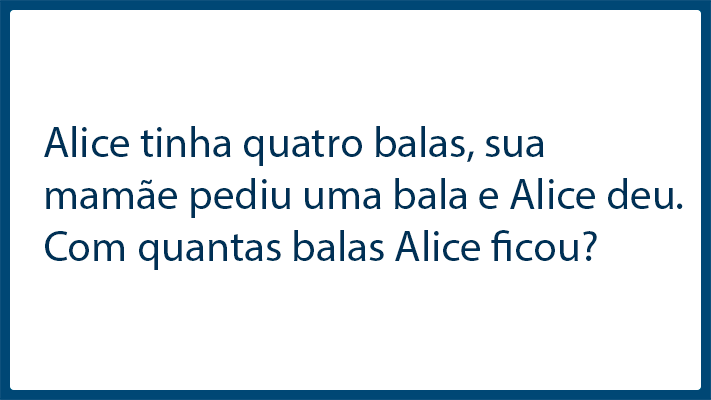 Alice tinha quatro balas, sua
mamãe pediu uma bala e Alice deu.
Com quantas balas Alice ficou?